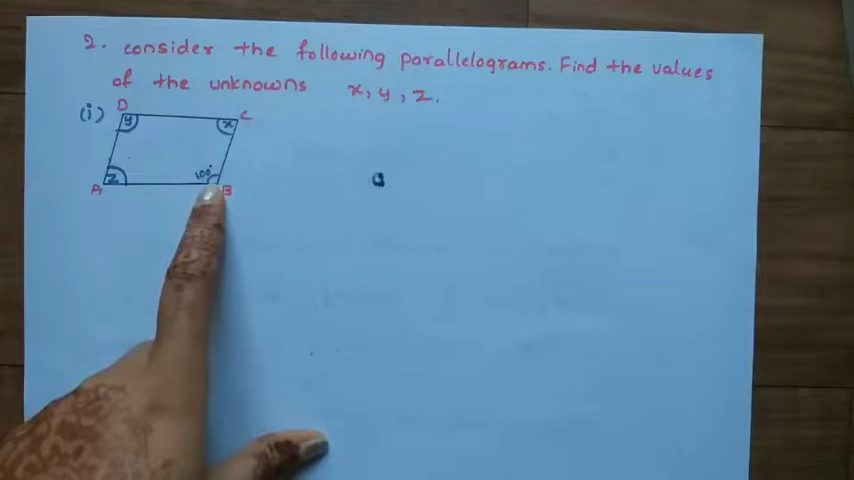 2. consider the following parallelograms. Find the values
of the unknowns x, y, z.
(i) D C
y x
z 100°
A B